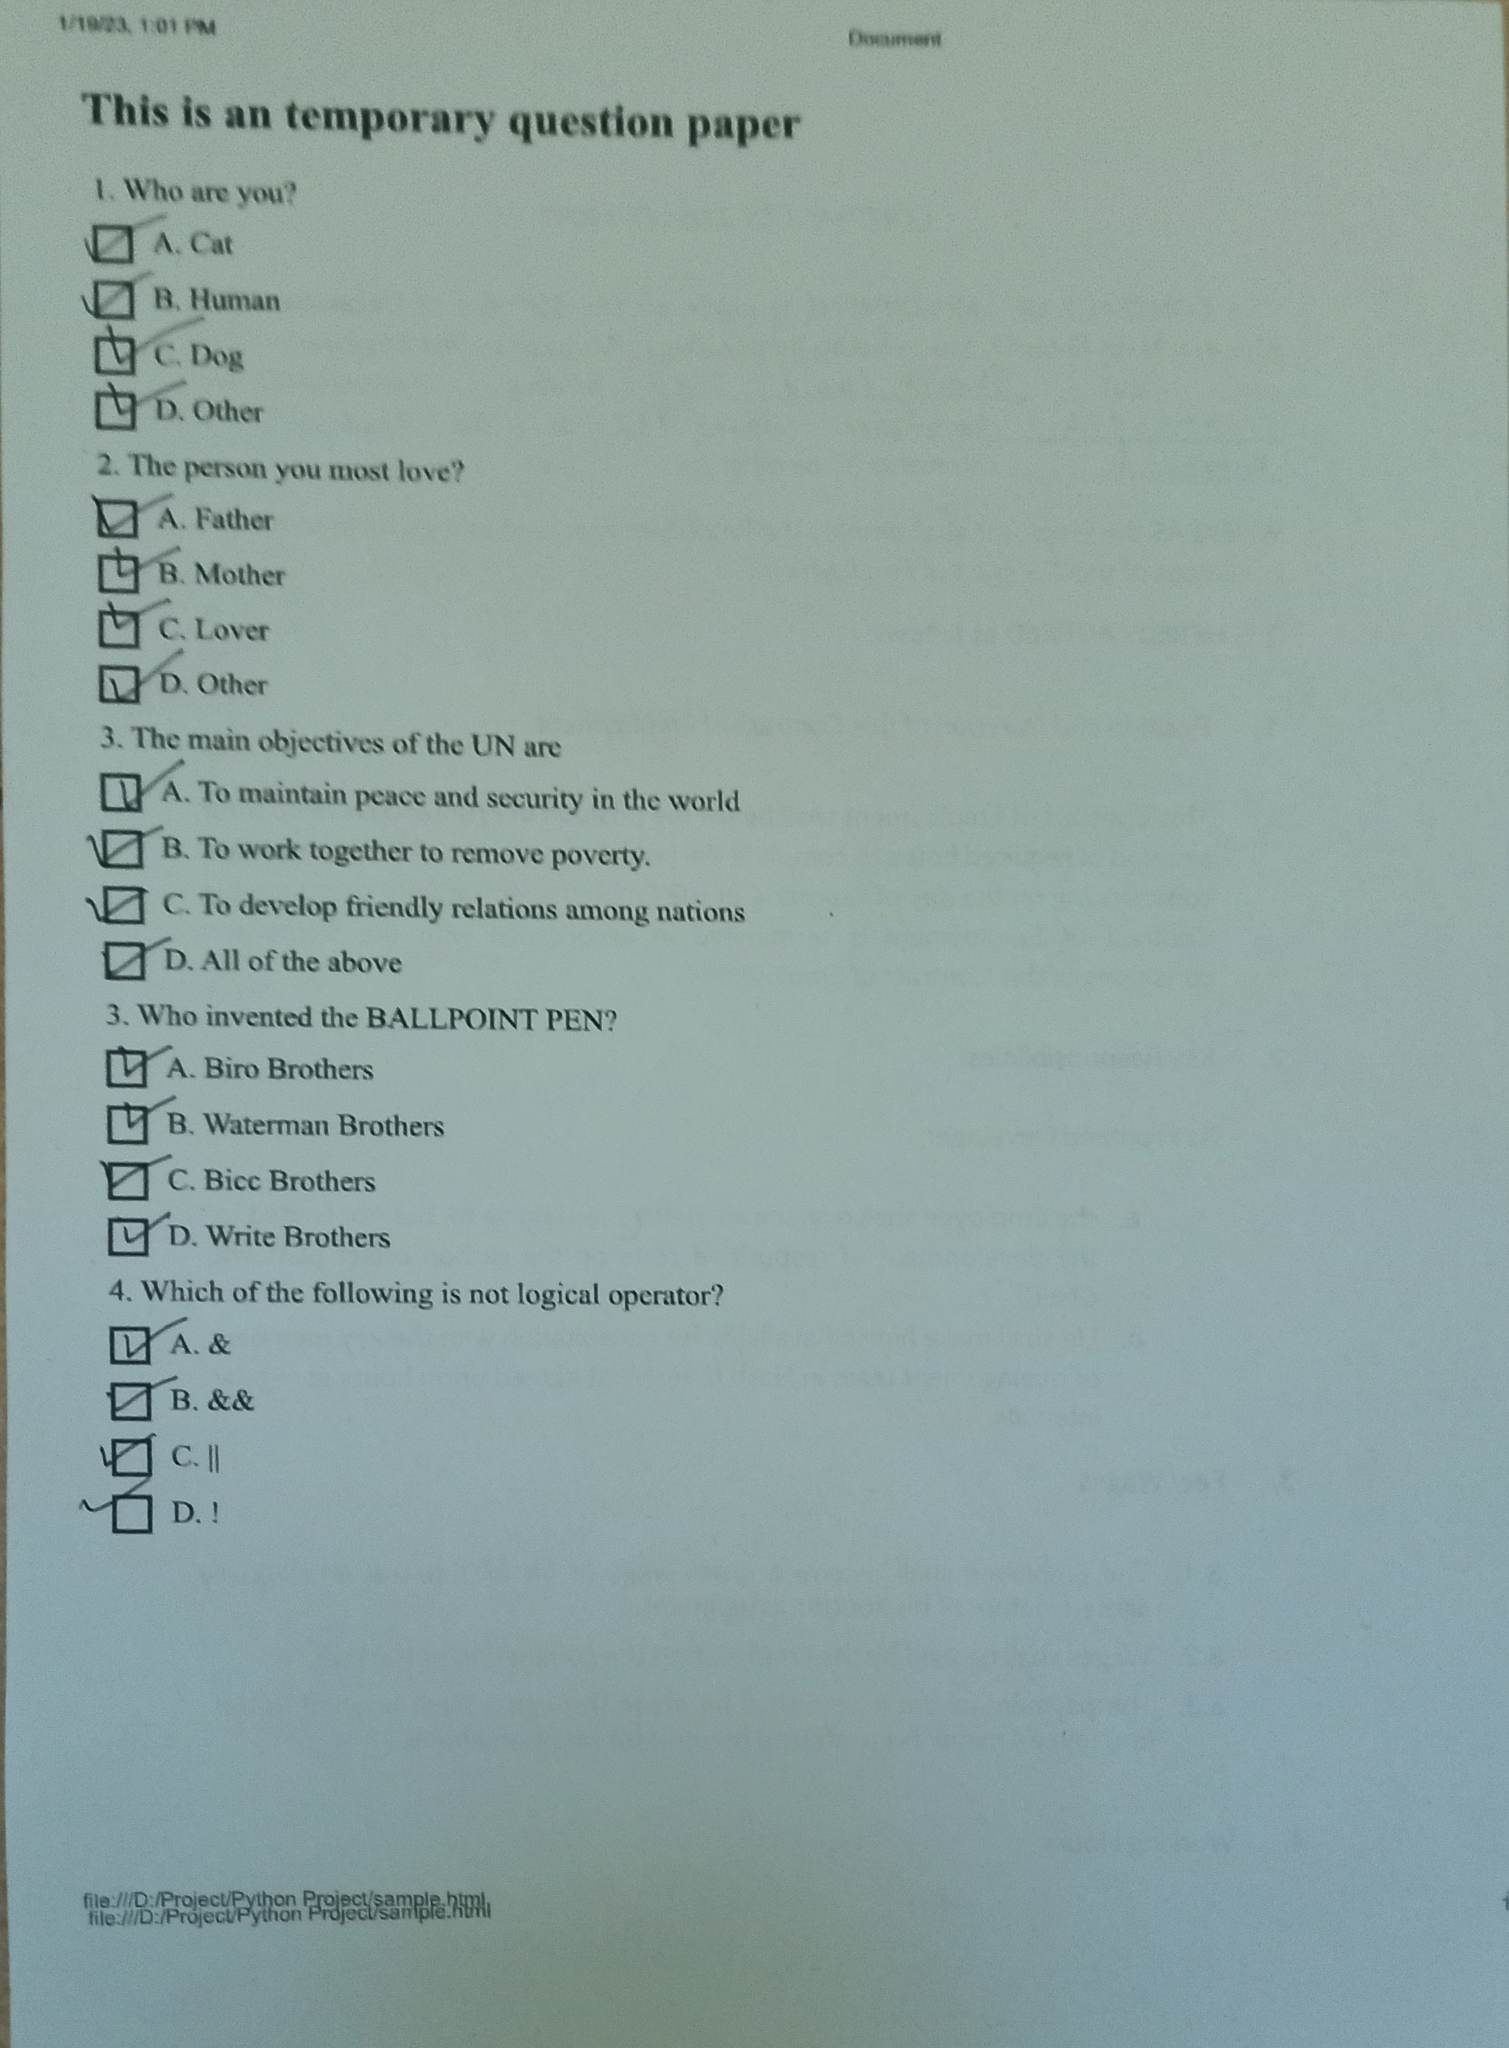 1/19/23, 1:01 PM
Document
This is an temporary question paper
1. Who are you?
A. Cat
B. Human
C. Dog
D. Other
2. The person you most love?
A. Father
B. Mother
C. Lover
D. Other
3. The main objectives of the UN are
A. To maintain peace and security in the world
B. To work together to remove poverty.
C. To develop friendly relations among nations
D. All of the above
3. Who invented the BALLPOINT PEN?
A. Biro Brothers
B. Waterman Brothers
C. Bicc Brothers
D. Write Brothers
4. Which of the following is not logical operator?
A. &
B. &&
C. ||
D. !
file:///D:/Project/Python Project/sample.html
file:///D:/Project/Python Project/sample.html